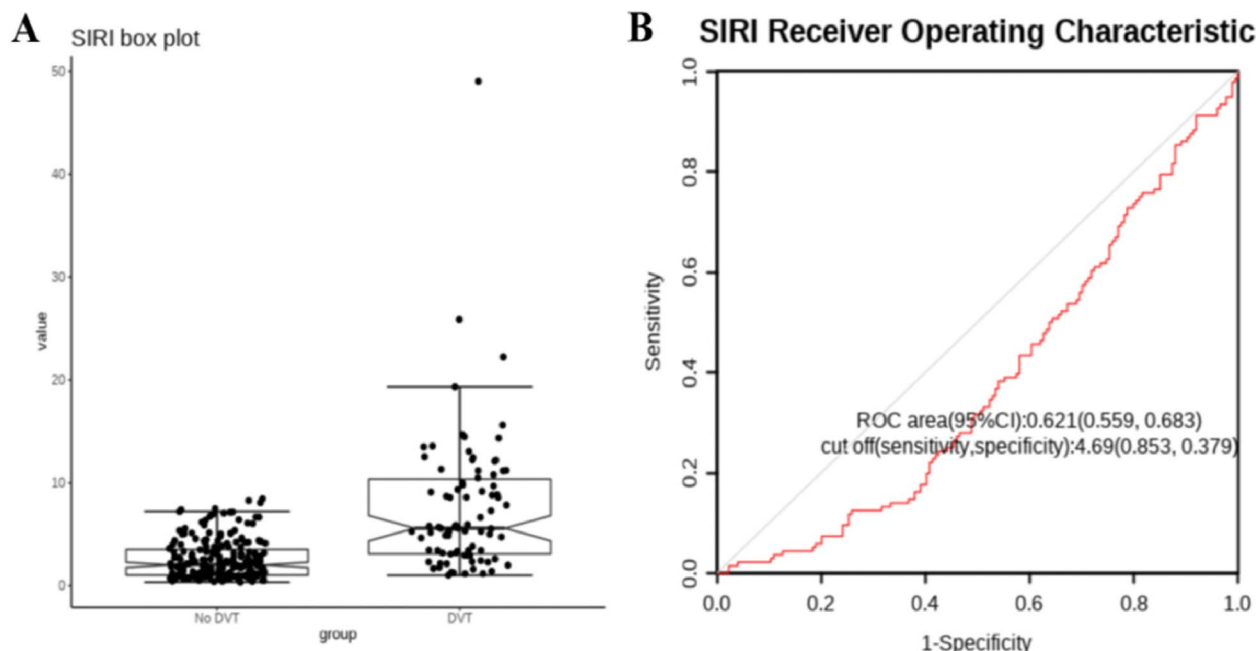 A
SIRI box plot
50
40
30
20
10
0
value
No DVT
DVT
group
B
SIRI Receiver Operating Characteristic
1.0
0.8
0.6
0.4
0.2
0.0
Sensitivity
ROC area(95%CI):0.621(0.559, 0.683)
cut off(sensitivity,specificity):4.69(0.853, 0.379)
0.0
0.2
0.4
0.6
0.8
1.0
1-Specificity